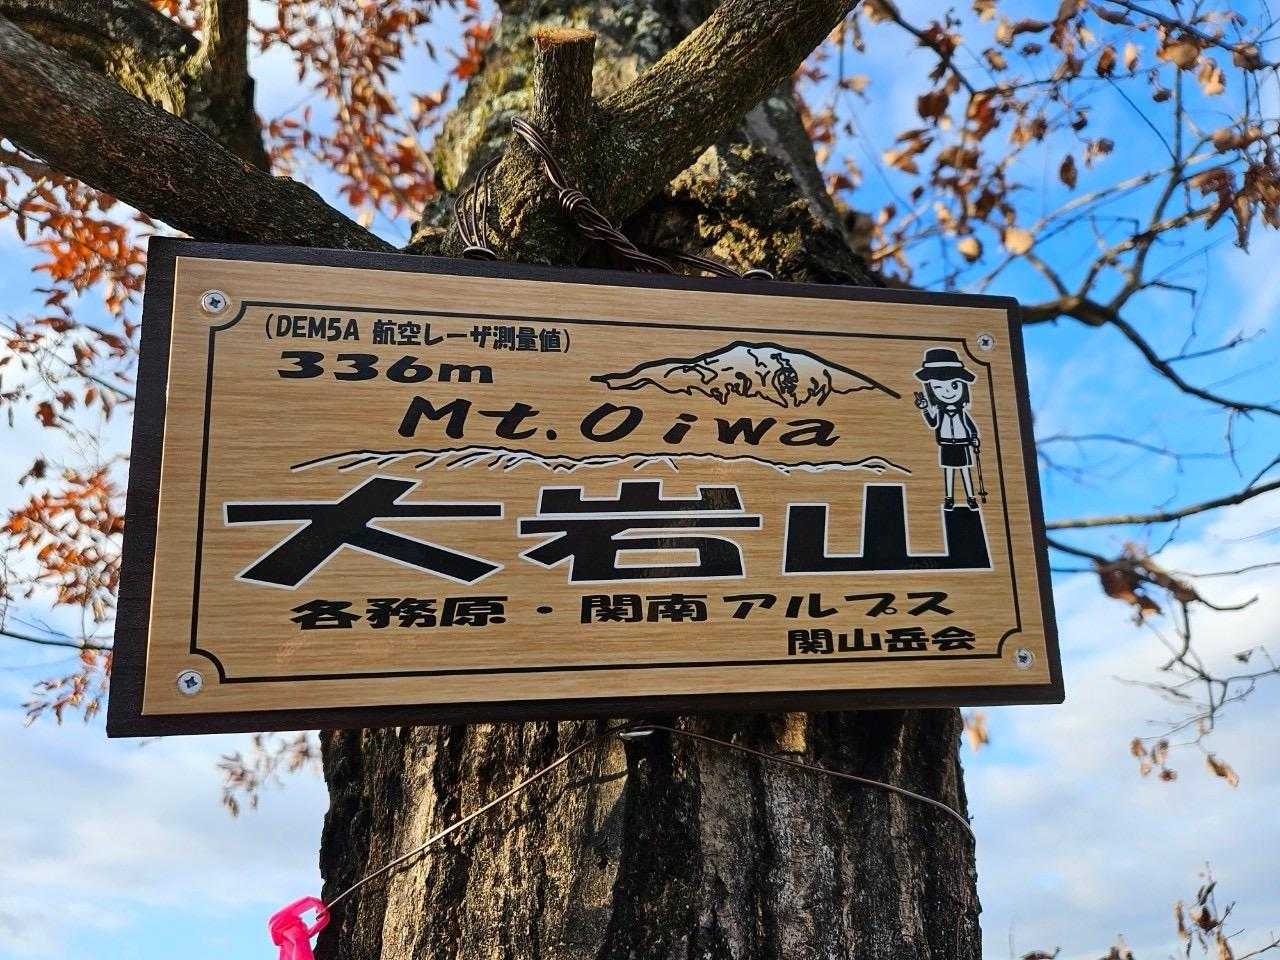 (DEM5A 航空レーザ測量値)
336m
Mt.Oiwa
大岩山
各務原・関南アルプス
関山岳会